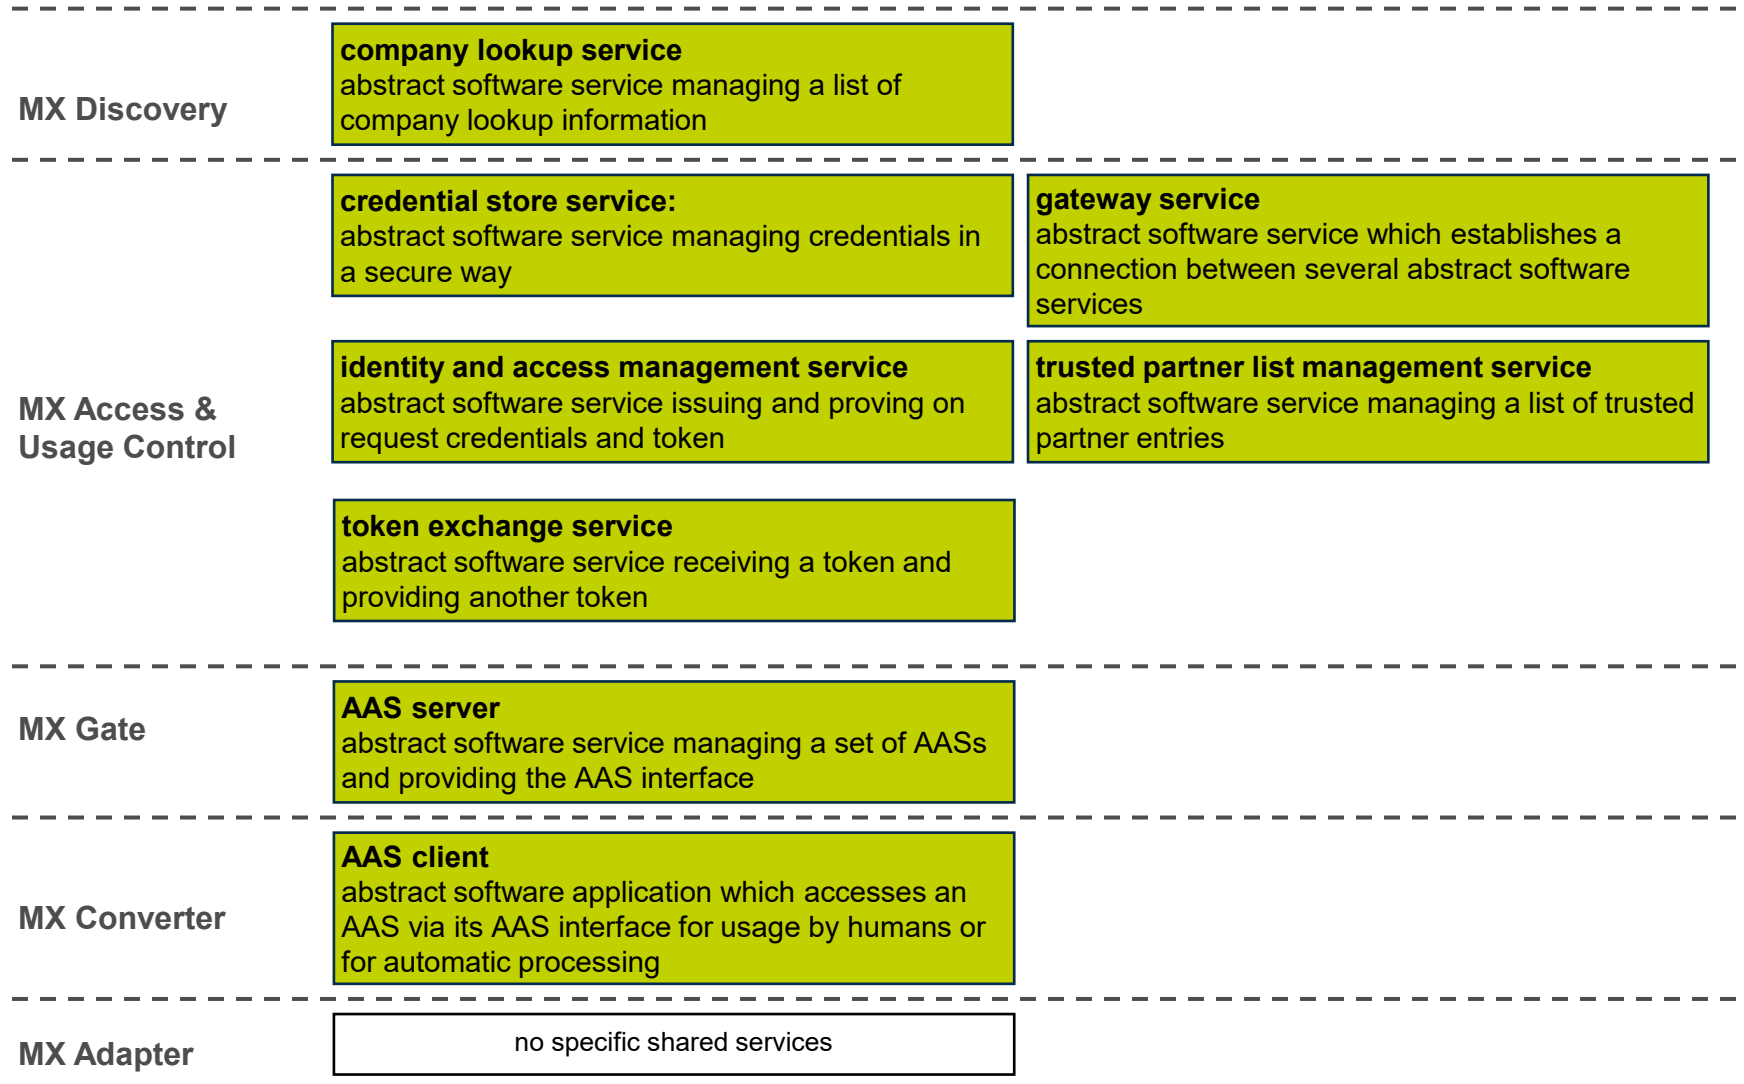 MX Discovery
company lookup service
abstract software service managing a list of
company lookup information
MX Access &
Usage Control
credential store service:
abstract software service managing credentials in
a secure way
gateway service
abstract software service which establishes a
connection between several abstract software
services
identity and access management service
abstract software service issuing and proving on
request credentials and token
trusted partner list management service
abstract software service managing a list of trusted
partner entries
token exchange service
abstract software service receiving a token and
providing another token
MX Gate
AAS server
abstract software service managing a set of AASs
and providing the AAS interface
MX Converter
AAS client
abstract software application which accesses an
AAS via its AAS interface for usage by humans or
for automatic processing
MX Adapter
no specific shared services